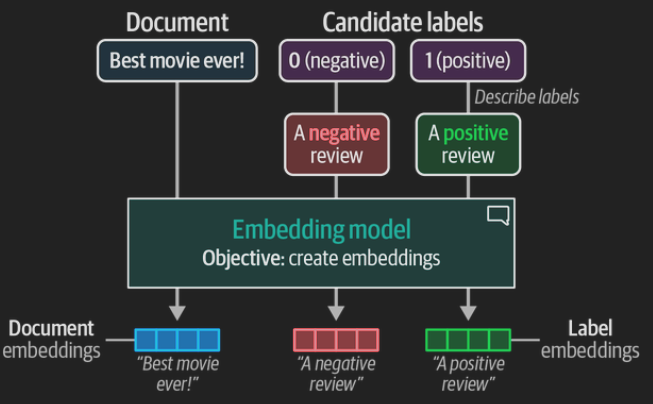 Document
Candidate labels
Best movie ever!
0 (negative)
1 (positive)
Describe labels
A negative
review
A positive
review
Embedding model
Objective: create embeddings
Document
embeddings
"Best movie
ever!"
"A negative
review"
"A positive
review"
Label
embeddings